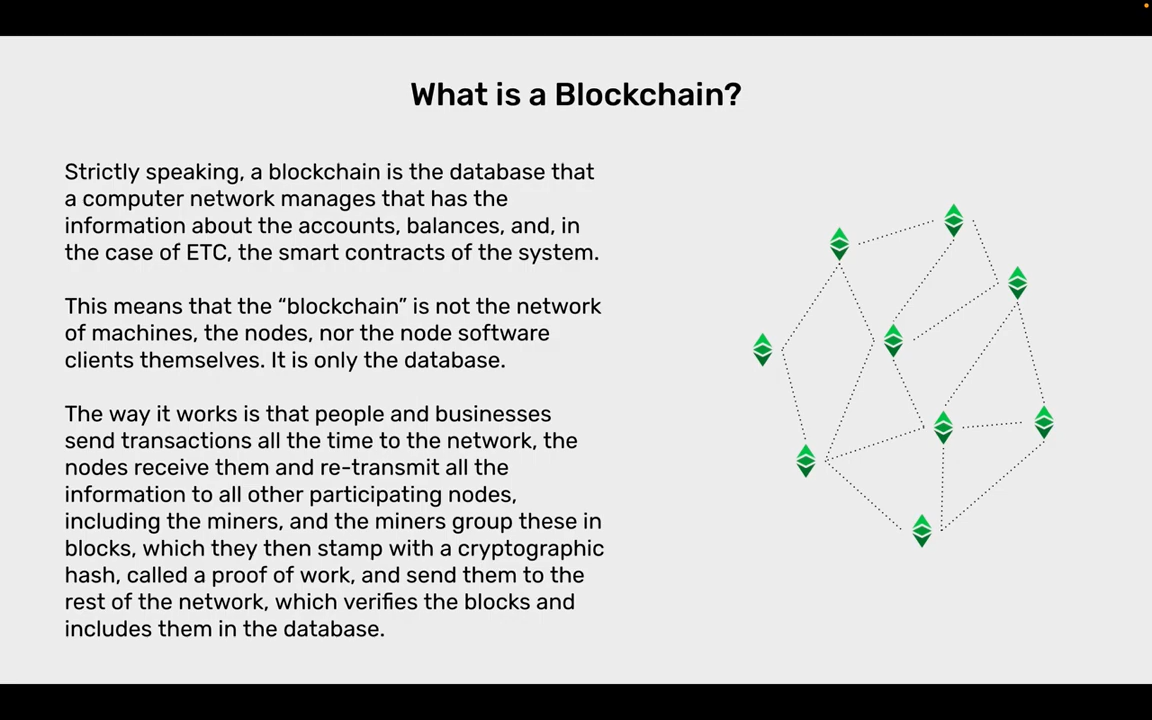 What is a Blockchain?
Strictly speaking, a blockchain is the database that
a computer network manages that has the
information about the accounts, balances, and, in
the case of ETC, the smart contracts of the system.
This means that the “blockchain” is not the network
of machines, the nodes, nor the node software
clients themselves. It is only the database.
The way it works is that people and businesses
send transactions all the time to the network, the
nodes receive them and re-transmit all the
information to all other participating nodes,
including the miners, and the miners group these in
blocks, which they then stamp with a cryptographic
hash, called a proof of work, and send them to the
rest of the network, which verifies the blocks and
includes them in the database.